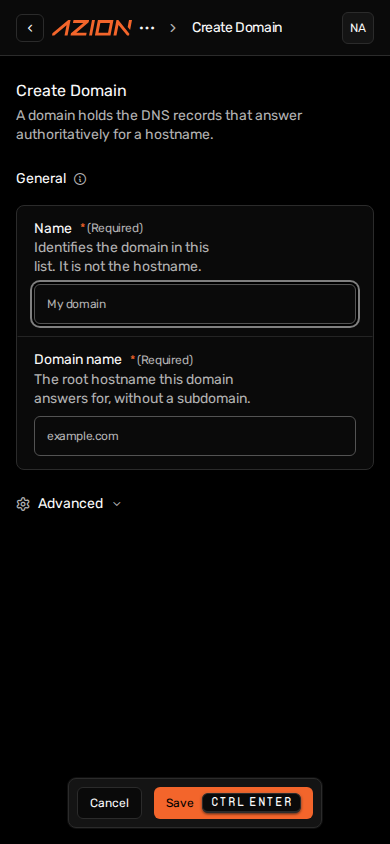 AZION ··· > Create Domain NA
Create Domain
A domain holds the DNS records that answer
authoritatively for a hostname.
General
Name *(Required)
Identifies the domain in this
list. It is not the hostname.
My domain
Domain name *(Required)
The root hostname this domain
answers for, without a subdomain.
example.com
Advanced
Cancel Save CTRL ENTER